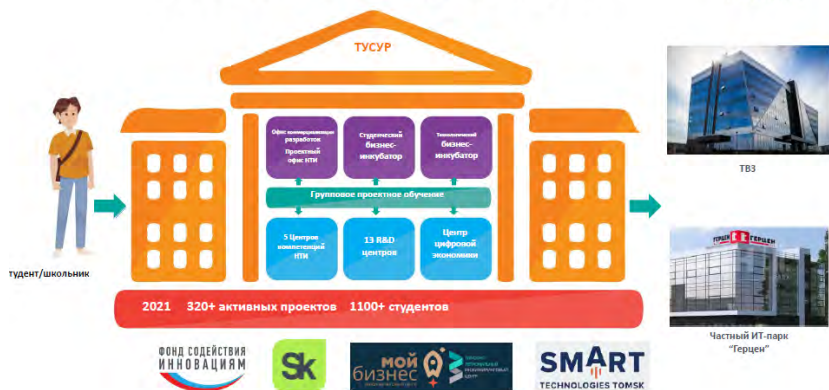 ТУСУР
Офис коммерциализации
разработок
Проектный
офис НТИ
Студенческий
бизнес-
инкубатор
Технологический
бизнес-
инкубатор
Групповое проектное обучение
5 Центров
компетенций
НТИ
13 R&D
центров
Центр
цифровой
экономики
тудент/школьник
ТВЗ
ГЕРЦЕН ГЕРЦЕН
Частный ИТ-парк
"Герцен"
2021 320+ активных проектов 1100+ студентов
ФОНД СОДЕЙСТВИЯ
ИННОВАЦИЯМ
Sk
МОЙ
бизнес
SMART
TECHNOLOGIES TOMSK